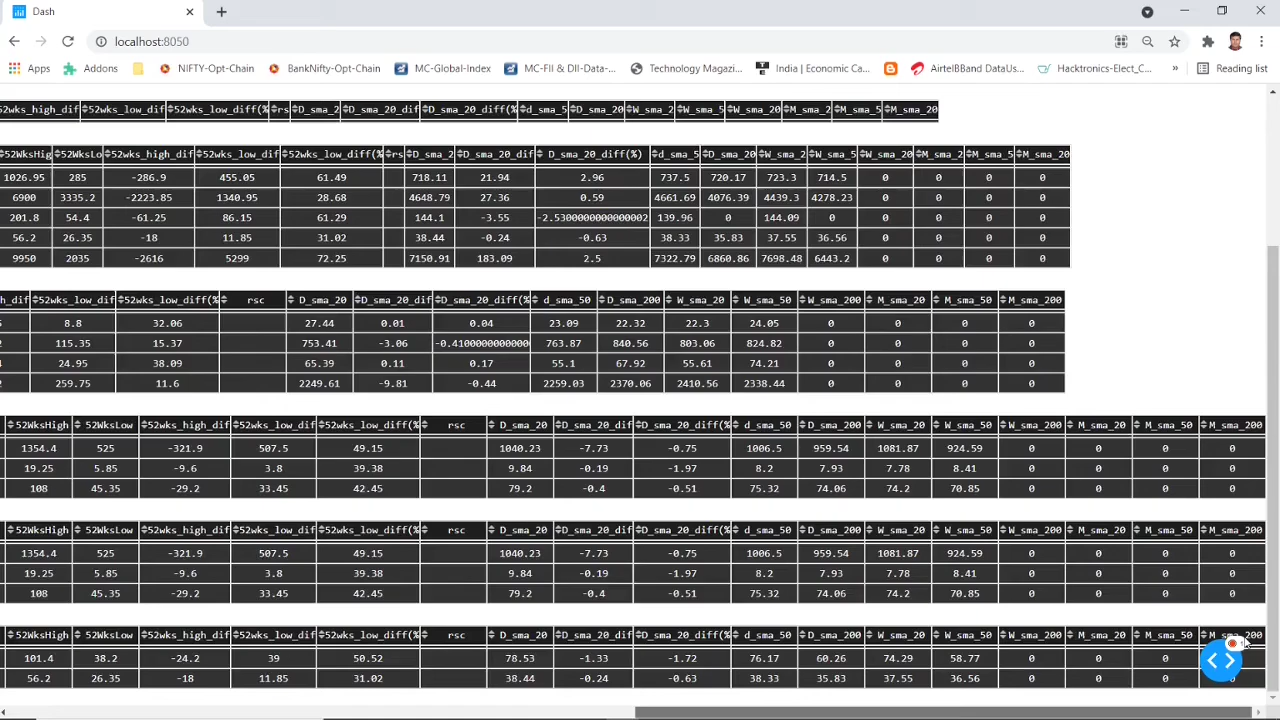 Dash
localhost:8050
Apps Addons NIFTY-Opt-Chain BankNifty-Opt-Chain MC-Global-Index MC-FII & DII-Data-... Technology Magazi... India | Economic Ca... AirtelBBand DataUs... Hacktronics-Elect_C... » Reading list
52wks_high_dif 52wks_low_dif 52wks_low_diff(% rs D_sma_2 D_sma_20_dif D_sma_20_diff(% d_sma_5 D_sma_20 W_sma_2 W_sma_5 W_sma_20 M_sma_2 M_sma_5 M_sma_20
52WksHig 52WksLo 52wks_high_dif 52wks_low_dif 52wks_low_diff(% rs D_sma_2 D_sma_20_dif D_sma_20_diff(%) d_sma_5 D_sma_20 W_sma_2 W_sma_5 W_sma_20 M_sma_2 M_sma_5 M_sma_20
1026.95 285 -286.9 455.05 61.49 718.11 21.94 2.96 737.5 720.17 723.3 714.5 0 0 0 0
6900 3335.2 -2223.85 1340.95 28.68 4648.79 27.36 0.59 4661.69 4076.39 4439.3 4278.23 0 0 0 0
201.8 54.4 -61.25 86.15 61.29 144.1 -3.55 -2.5300000000000002 139.96 0 144.09 0 0 0 0
56.2 26.35 -18 11.85 31.02 38.44 -0.24 -0.63 38.33 35.83 37.55 36.56 0 0 0 0
9950 2035 -2616 5299 72.25 7150.91 183.09 2.5 7322.79 6860.86 7698.48 6443.2 0 0 0 0
h_dif 52wks_low_dif 52wks_low_diff(% rsc D_sma_20 D_sma_20_dif D_sma_20_diff(% d_sma_50 D_sma_200 W_sma_20 W_sma_50 W_sma_200 M_sma_20 M_sma_50 M_sma_200
8.8 32.06 27.44 0.01 0.04 23.09 22.32 22.3 24.05 0 0 0 0
115.35 15.37 753.41 -3.06 -0.4100000000000 763.87 840.56 803.06 824.82 0 0 0 0
24.95 38.09 65.39 0.11 0.17 55.1 67.92 55.61 74.21 0 0 0 0
259.75 11.6 2249.61 -9.81 -0.44 2259.03 2370.06 2410.56 2338.44 0 0 0 0
52WksHigh 52WksLow 52wks_high_dif 52wks_low_dif 52wks_low_diff(% rsc D_sma_20 D_sma_20_dif D_sma_20_diff(% d_sma_50 D_sma_200 W_sma_20 W_sma_50 W_sma_200 M_sma_20 M_sma_50 M_sma_200
1354.4 525 -321.9 507.5 49.15 1040.23 -7.73 -0.75 1006.5 959.54 1081.87 924.59 0 0 0 0
19.25 5.85 -9.6 3.8 39.38 9.84 -0.19 -1.97 8.2 7.93 7.78 8.41 0 0 0 0
108 45.35 -29.2 33.45 42.45 79.2 -0.4 -0.51 75.32 74.06 74.2 70.85 0 0 0 0
52WksHigh 52WksLow 52wks_high_dif 52wks_low_dif 52wks_low_diff(% rsc D_sma_20 D_sma_20_dif D_sma_20_diff(% d_sma_50 D_sma_200 W_sma_20 W_sma_50 W_sma_200 M_sma_20 M_sma_50 M_sma_200
1354.4 525 -321.9 507.5 49.15 1040.23 -7.73 -0.75 1006.5 959.54 1081.87 924.59 0 0 0 0
19.25 5.85 -9.6 3.8 39.38 9.84 -0.19 -1.97 8.2 7.93 7.78 8.41 0 0 0 0
108 45.35 -29.2 33.45 42.45 79.2 -0.4 -0.51 75.32 74.06 74.2 70.85 0 0 0 0
52WksHigh 52WksLow 52wks_high_dif 52wks_low_dif 52wks_low_diff(% rsc D_sma_20 D_sma_20_dif D_sma_20_diff(% d_sma_50 D_sma_200 W_sma_20 W_sma_50 W_sma_200 M_sma_20 M_sma_50 M_sma_200
101.4 38.2 -24.2 39 50.52 78.53 -1.33 -1.72 76.17 60.26 74.29 58.77 0 0 0
56.2 26.35 -18 11.85 31.02 38.44 -0.24 -0.63 38.33 35.83 37.55 36.56 0 0 0 0